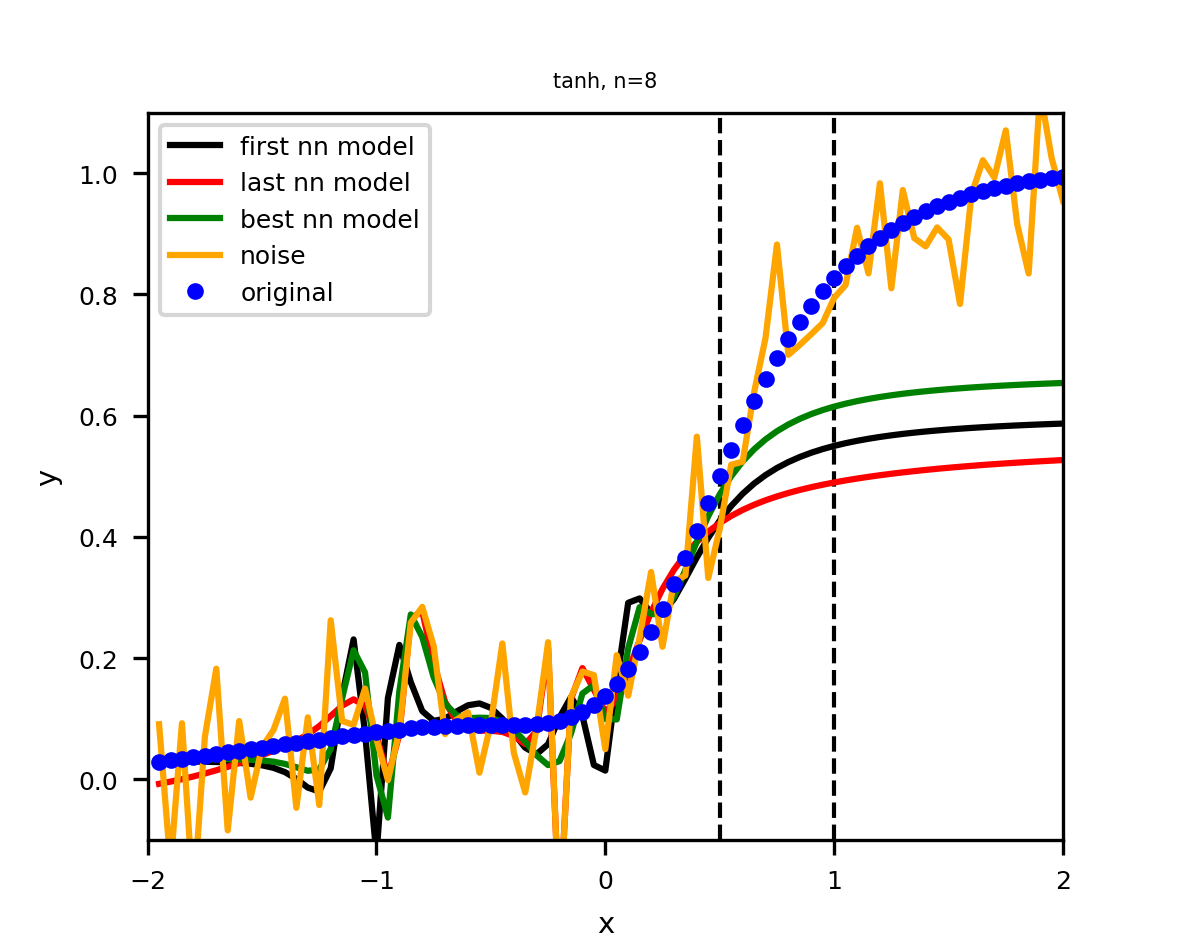 tanh, n=8
first nn model
last nn model
best nn model
noise
original
1.0
0.8
0.6
0.4
0.2
0.0
y
−2
−1
0
1
2
x